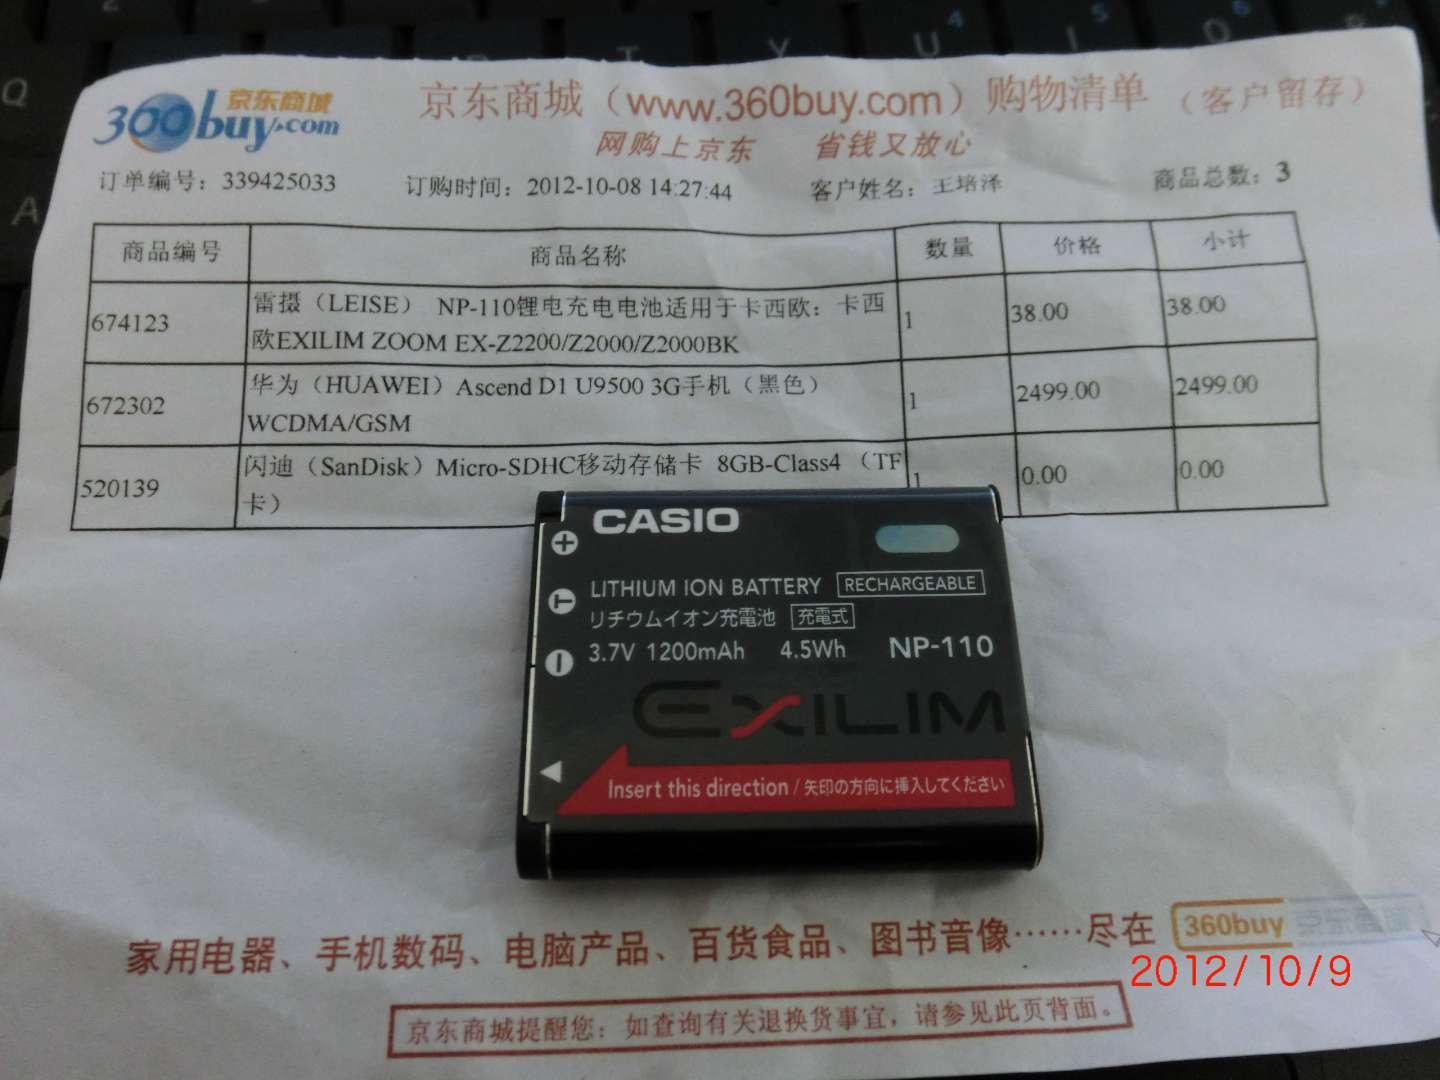 360buy.com 京东商城
京东商城（www.360buy.com）购物清单 （客户留存）
网购上京东 省钱又放心
订单编号：339425033 订购时间：2012-10-08 14:27:44 客户姓名：王培泽 商品总数：3
商品编号 商品名称 数量 价格 小计
674123 雷摄（LEISE） NP-110锂电充电电池适用于卡西欧：卡西 1 38.00 38.00
欧EXILIM ZOOM EX-Z2200/Z2000/Z2000BK
672302 华为（HUAWEI）Ascend D1 U9500 3G手机（黑色） 1 2499.00 2499.00
WCDMA/GSM
520139 闪迪（SanDisk）Micro-SDHC移动存储卡 8GB-Class4 （TF 1 0.00 0.00
卡）
CASIO
LITHIUM ION BATTERY RECHARGEABLE
リチウムイオン充電池 充電式
3.7V 1200mAh 4.5Wh NP-110
EXILIM
Insert this direction / 矢印の方向に挿入してください
家用电器、手机数码、电脑产品、百货食品、图书音像……尽在 360buy 京东商城
2012/10/9
京东商城提醒您：如查询有关退换货事宜，请参见此页背面。
Q
T
Y
U 4
I 5
O 6
A